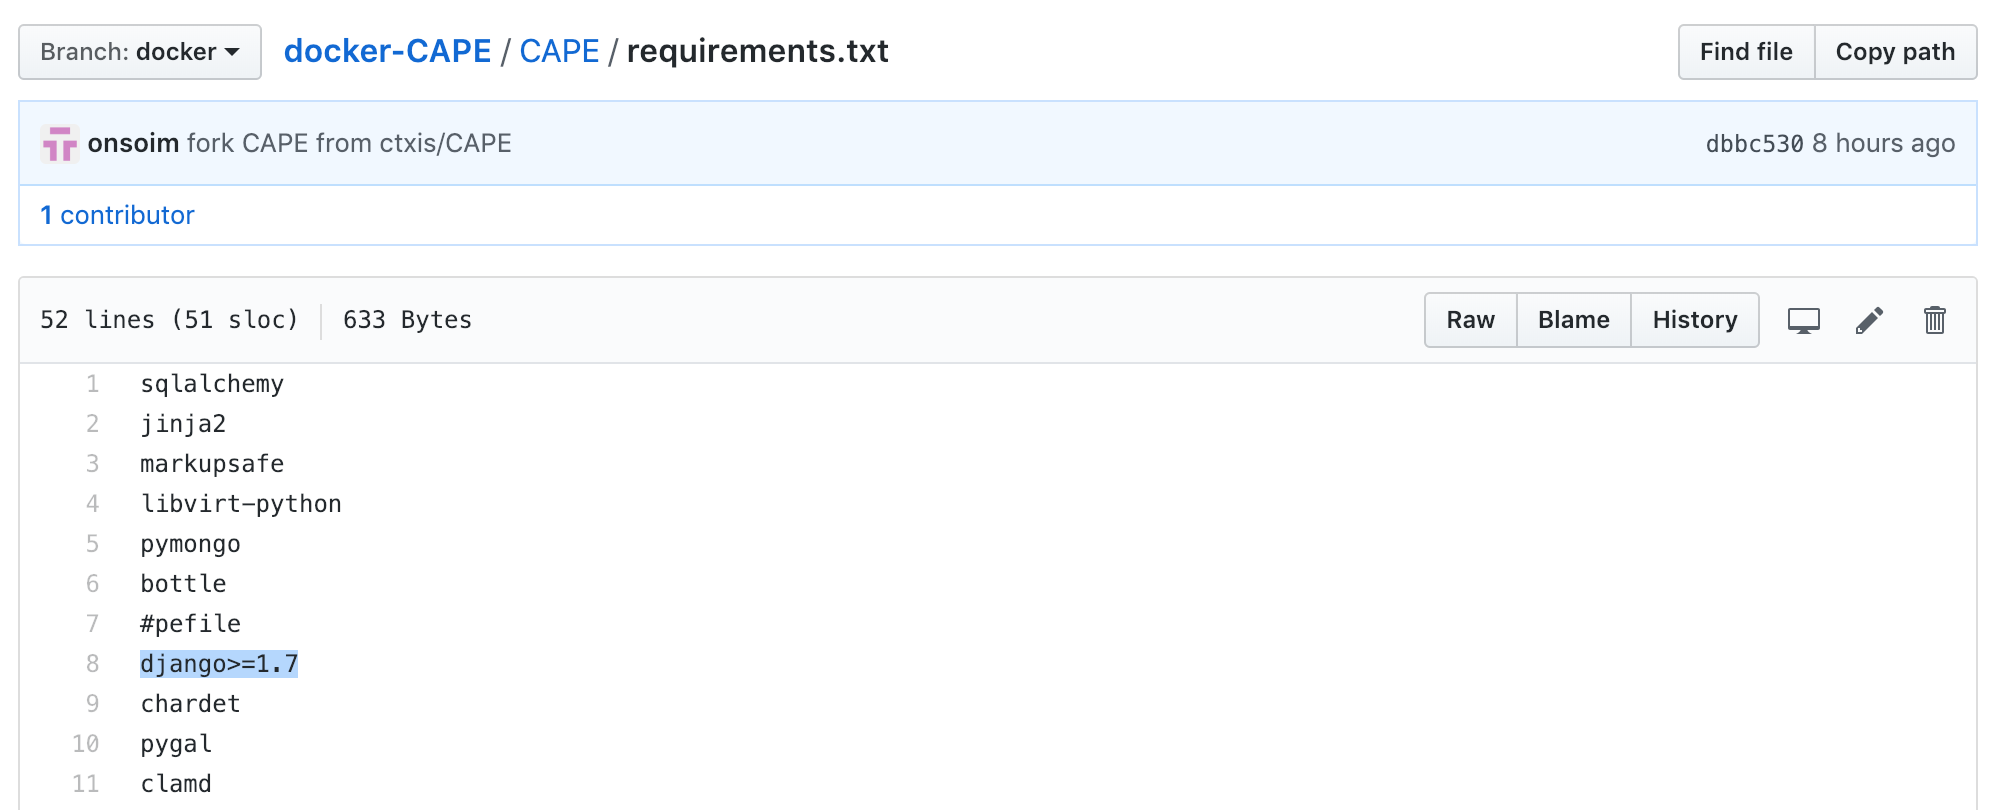 Branch: docker docker-CAPE / CAPE / requirements.txt Find file Copy path
onsoim fork CAPE from ctxis/CAPE dbbc530 8 hours ago
1 contributor
52 lines (51 sloc) 633 Bytes Raw Blame History
1 sqlalchemy
2 jinja2
3 markupsafe
4 libvirt-python
5 pymongo
6 bottle
7 #pefile
8 django>=1.7
9 chardet
10 pygal
11 clamd